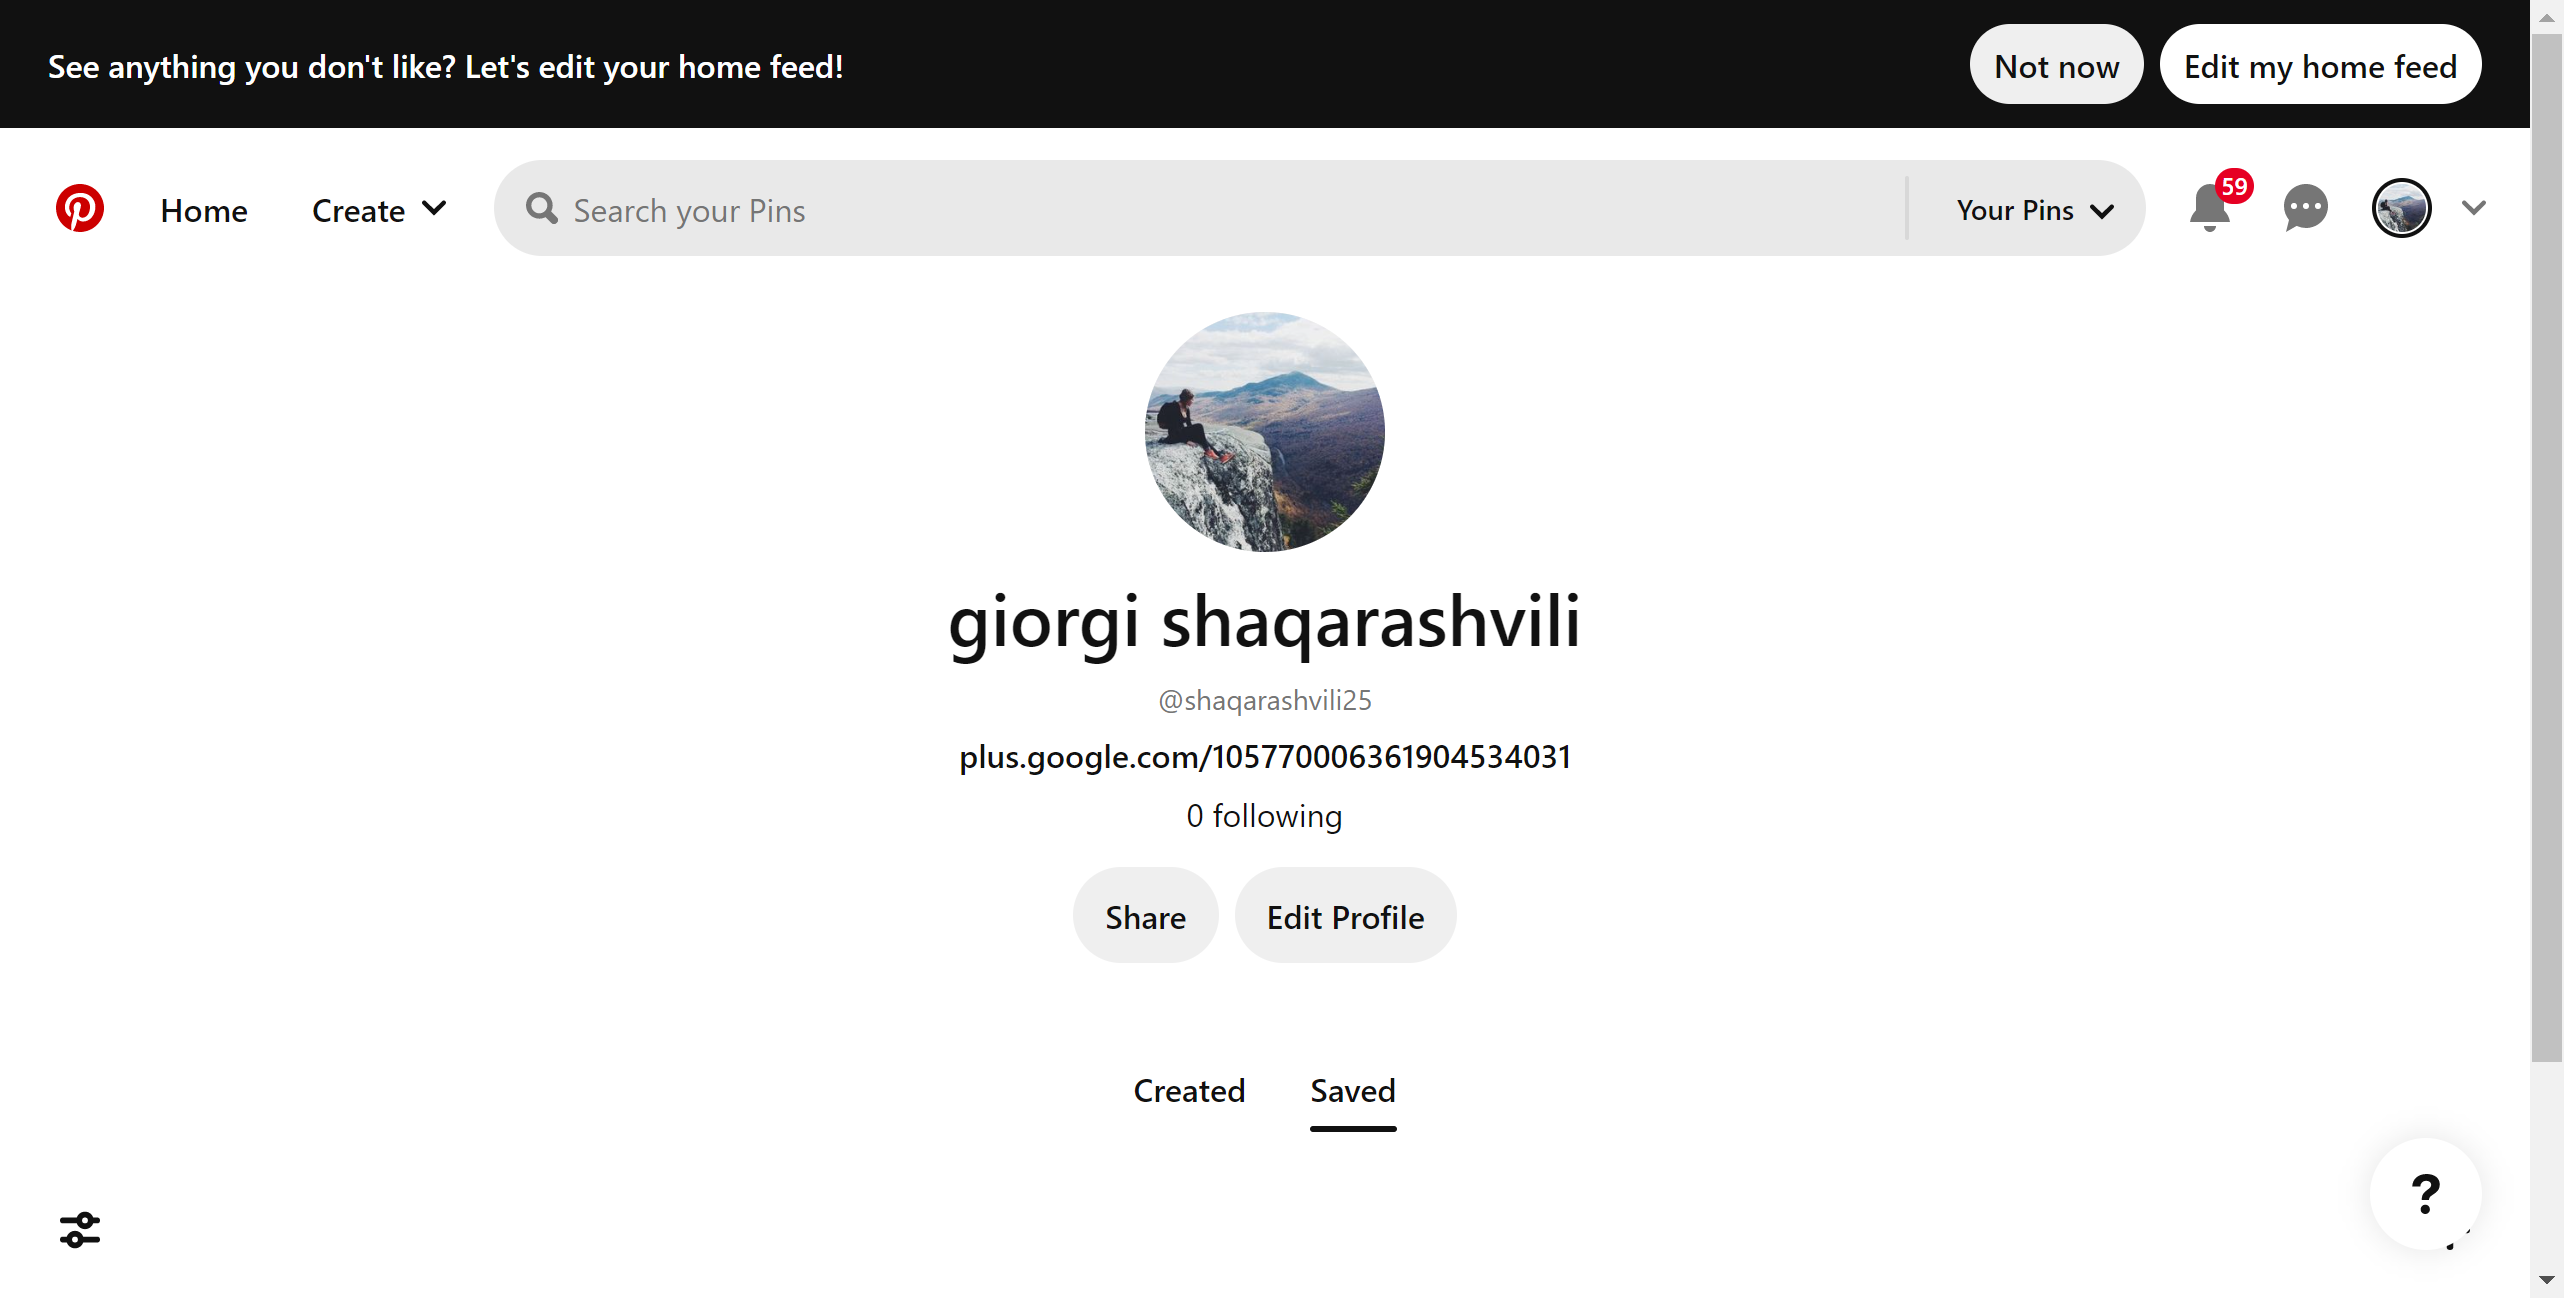 See anything you don't like? Let's edit your home feed!
Not now
Edit my home feed
Home
Create
Search your Pins
Your Pins
59
giorgi shaqarashvili
@shaqarashvili25
plus.google.com/105770006361904534031
0 following
Share
Edit Profile
Created
Saved
?